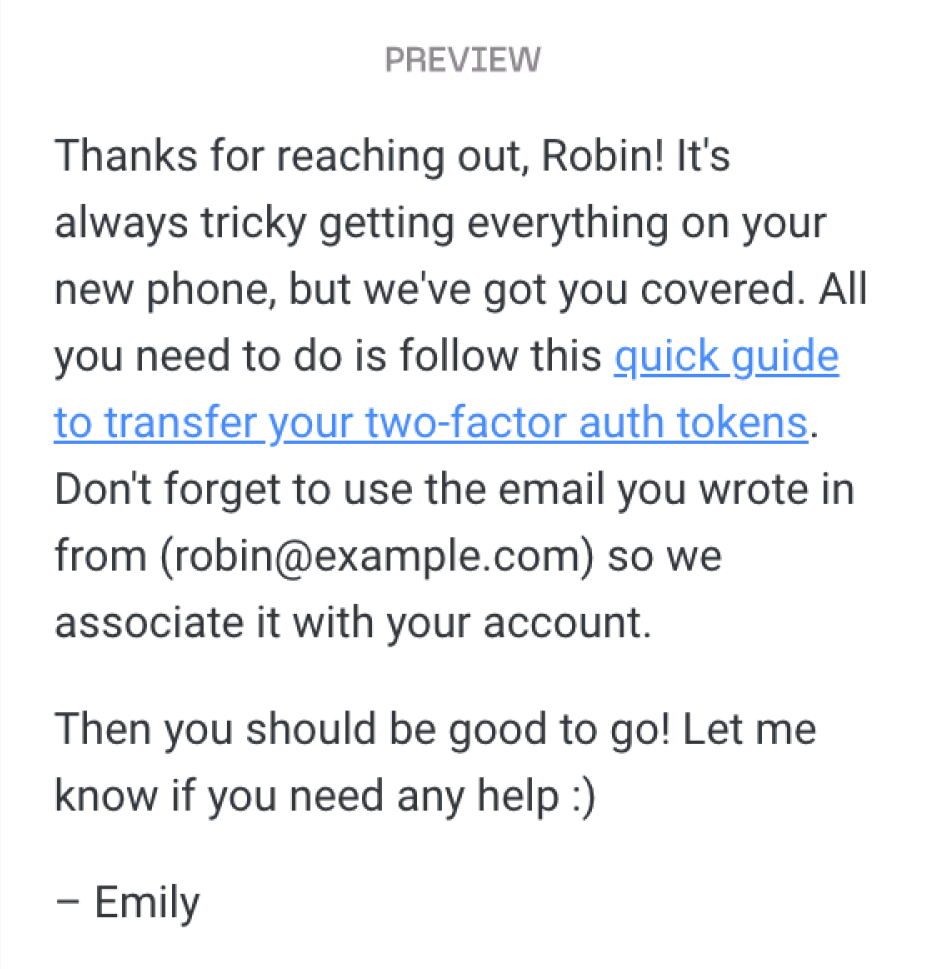 PREVIEW
Thanks for reaching out, Robin! It's
always tricky getting everything on your
new phone, but we've got you covered. All
you need to do is follow this quick guide
to transfer your two-factor auth tokens.
Don't forget to use the email you wrote in
from (robin@example.com) so we
associate it with your account.
Then you should be good to go! Let me
know if you need any help :)
– Emily